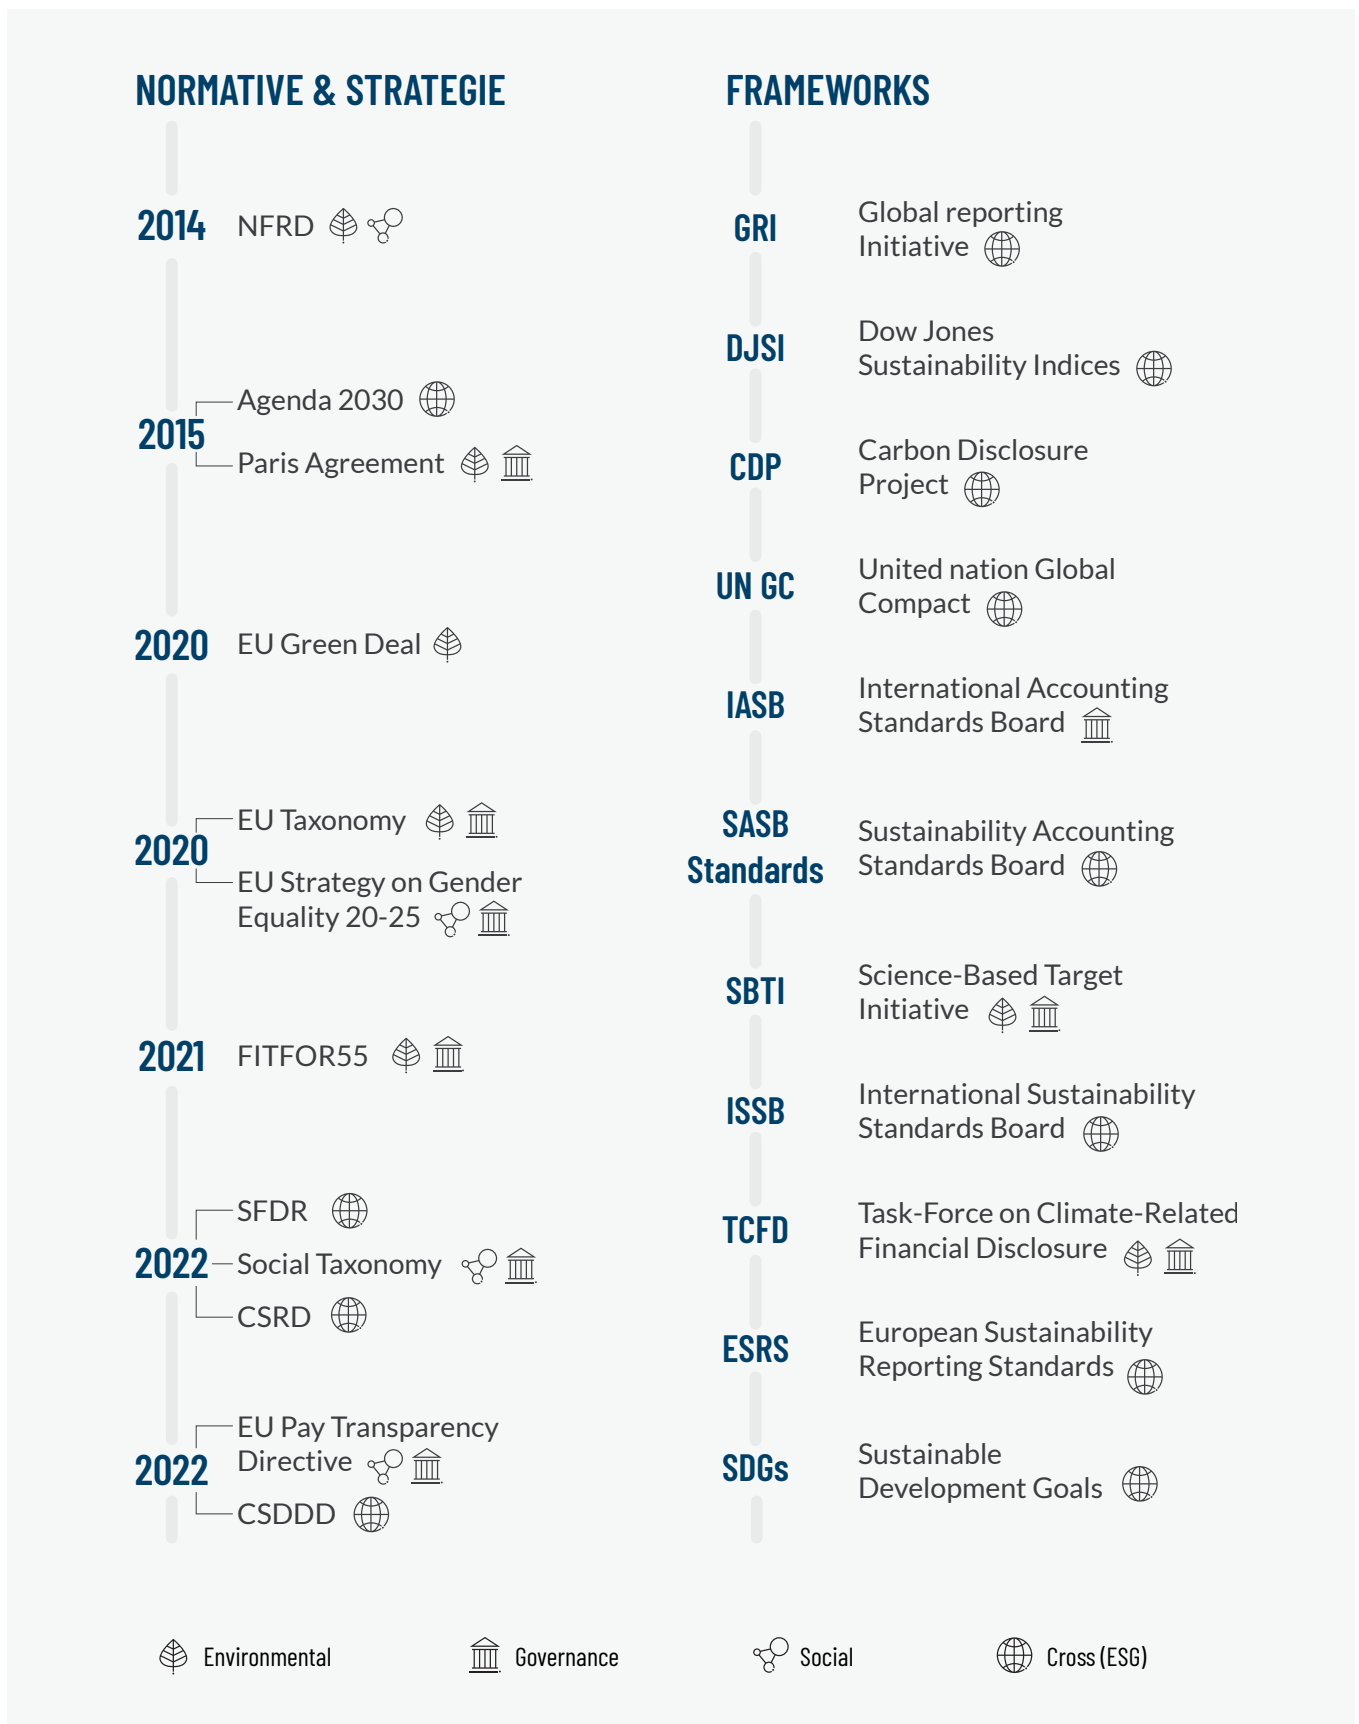 NORMATIVE & STRATEGIE
2014
NFRD
2015
Agenda 2030
Paris Agreement
2020
EU Green Deal
2020
EU Taxonomy
EU Strategy on Gender
Equality 20-25
2021
FITFOR55
2022
SFDR
Social Taxonomy
CSRD
2022
EU Pay Transparency
Directive
CSDDD
FRAMEWORKS
GRI
Global reporting
Initiative
DJSI
Dow Jones
Sustainability Indices
CDP
Carbon Disclosure
Project
UN GC
United nation Global
Compact
IASB
International Accounting
Standards Board
SASB
Standards
Sustainability Accounting
Standards Board
SBTI
Science-Based Target
Initiative
ISSB
International Sustainability
Standards Board
TCFD
Task-Force on Climate-Related
Financial Disclosure
ESRS
European Sustainability
Reporting Standards
SDGs
Sustainable
Development Goals
Environmental
Governance
Social
Cross (ESG)